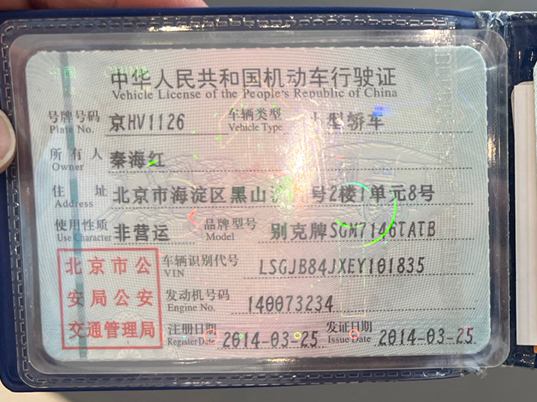 中华人民共和国机动车行驶证
Vehicle License of the People's Republic of China
号牌号码 京HV1126 车辆类型 小型轿车
Plate No. Vehicle Type
所有人 秦海红
Owner
住址 北京市海淀区黑山 号2楼1单元8号
Address
使用性质 非营运 品牌型号 别克牌SGM7146TATB
Use Character Model
北京市公
安局公安
交通管理局
车辆识别代号 LSGJB84JXEY101835
VIN
发动机号码 140073234
Engine No.
注册日期 2014-03-25 发证日期 2014-03-25
Register Date Issue Date